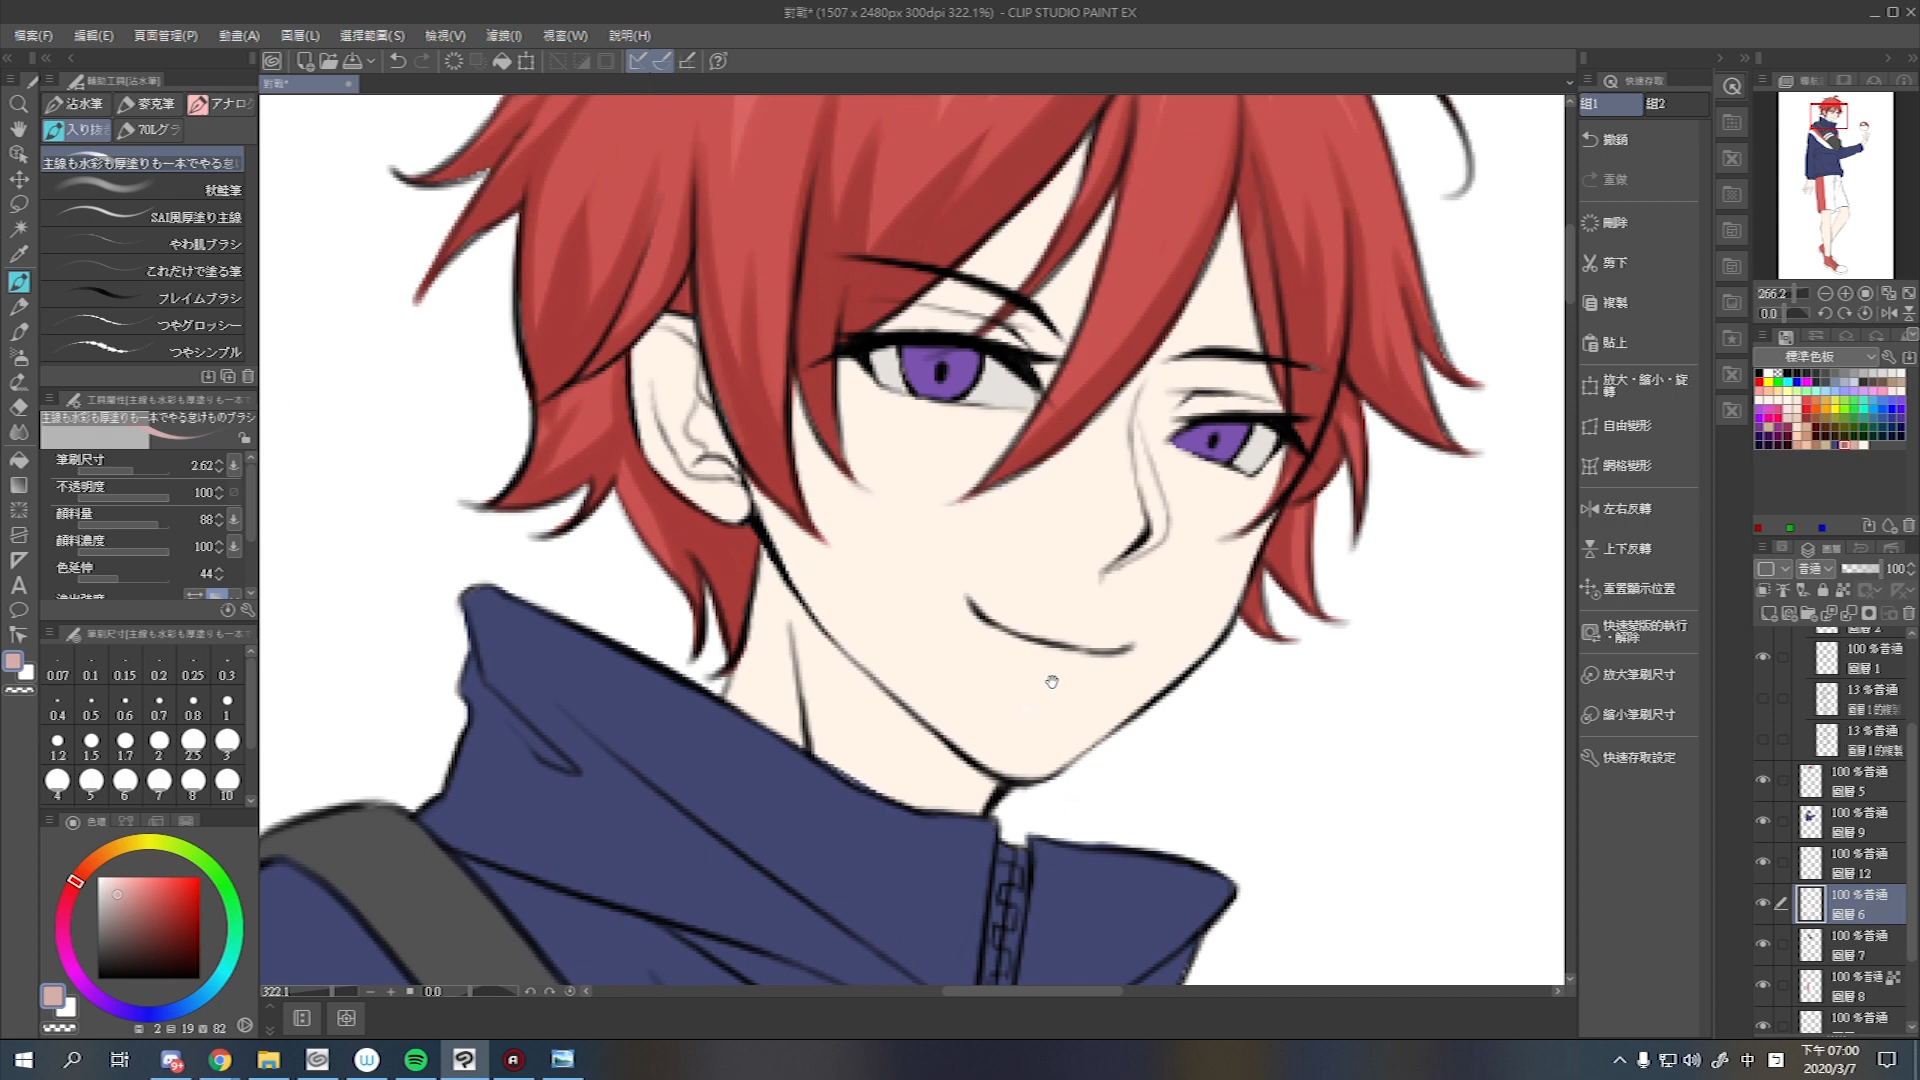 對戰* (1507 x 2480px 300dpi 322.1%) - CLIP STUDIO PAINT EX
檔案(F) 編輯(E) 頁面管理(P) 動畫(A) 圖層(L) 選擇範圍(S) 檢視(V) 濾鏡(I) 視窗(W) 說明(H)
輔助工具[沾水筆]
對戰*
沾水筆 麥克筆 アナログ
入り抜き 70Lグラ
主線も水彩も厚塗りも一本でやる怠け
秋鮭筆
SAI風厚塗り主線
やわ肌ブラシ
これだけで塗る筆
フレイムブラシ
つやグロッシー
つやシンプル
工具屬性[主線も水彩も厚塗りも一本で
主線も水彩も厚塗りも一本でやる怠けものブラシ
筆刷尺寸 2.62
不透明度 100
顏料量 88
顏料濃度 100
色延伸 44
筆刷尺寸[主線も水彩も厚塗りも一本で
0.07 0.1 0.15 0.2 0.25 0.3
0.4 0.5 0.6 0.7 0.8 1
1.2 1.5 1.7 2 2.5 3
4 5 6 7 8 10
色環
2 19 82
322.1 0.0
快速存取
組1 組2
撤銷
重做
刪除
剪下
複製
貼上
放大・縮小・旋轉
自由變形
網格變形
左右反轉
上下反轉
重置顯示位置
快速蒙版的執行・解除
放大筆刷尺寸
縮小筆刷尺寸
快速存取設定
266.2
0.0
標準色板
普通 100
圖層 2
100 %普通
圖層 1
13 %普通
圖層 1的複製
13 %普通
圖層 1的複製
100 %普通
圖層 5
100 %普通
圖層 9
100 %普通
圖層 12
100 %普通
圖層 6
100 %普通
圖層 7
100 %普通
圖層 8
100 %普通
中
下午 07:00
2020/3/7